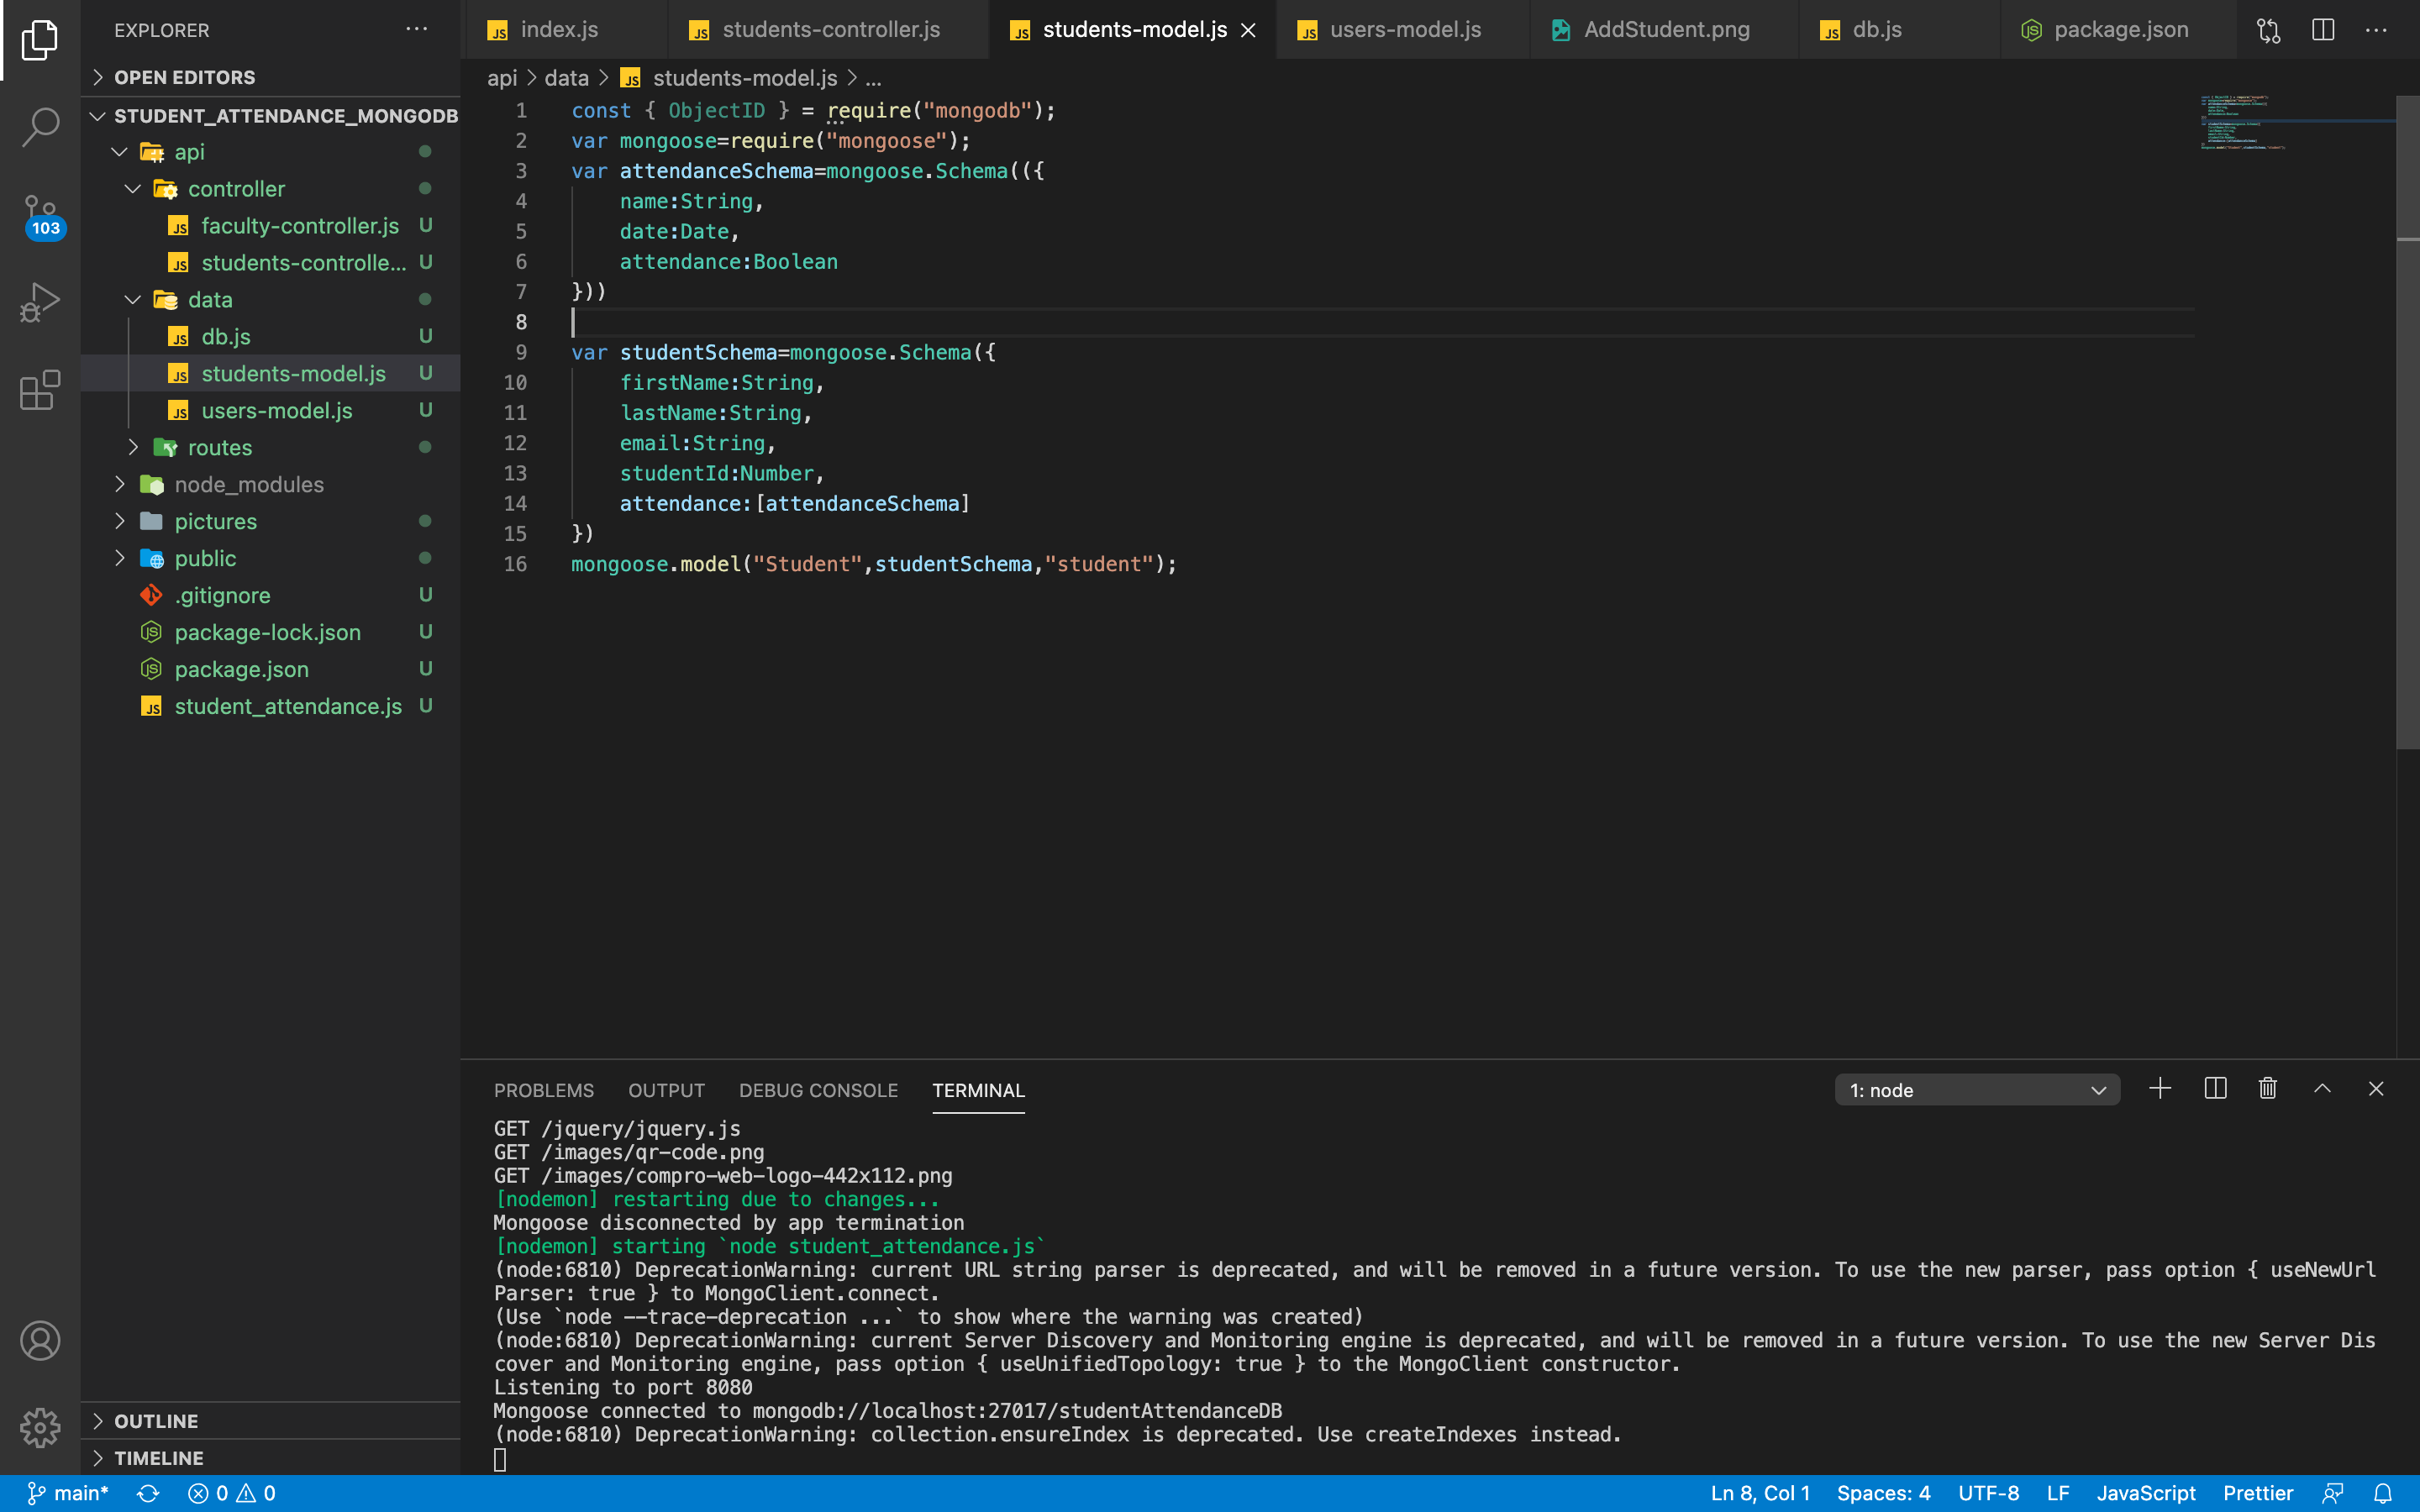 EXPLORER
OPEN EDITORS
STUDENT_ATTENDANCE_MONGODB
api
controller
faculty-controller.js U
students-controlle... U
data
db.js U
students-model.js U
users-model.js U
routes
node_modules
pictures
public
.gitignore U
package-lock.json U
package.json U
student_attendance.js U
OUTLINE
TIMELINE
103
JS index.js
JS students-controller.js
JS students-model.js
JS users-model.js
AddStudent.png
JS db.js
package.json
api > data > JS students-model.js > ...
1 const { ObjectID } = require("mongodb");
2 var mongoose=require("mongoose");
3 var attendanceSchema=mongoose.Schema(({
4 name:String,
5 date:Date,
6 attendance:Boolean
7 }))
8
9 var studentSchema=mongoose.Schema({
10 firstName:String,
11 lastName:String,
12 email:String,
13 studentId:Number,
14 attendance:[attendanceSchema]
15 })
16 mongoose.model("Student",studentSchema,"student");
PROBLEMS OUTPUT DEBUG CONSOLE TERMINAL
1: node
GET /jquery/jquery.js
GET /images/qr-code.png
GET /images/compro-web-logo-442x112.png
[nodemon] restarting due to changes...
Mongoose disconnected by app termination
[nodemon] starting `node student_attendance.js`
(node:6810) DeprecationWarning: current URL string parser is deprecated, and will be removed in a future version. To use the new parser, pass option { useNewUrl
Parser: true } to MongoClient.connect.
(Use `node --trace-deprecation ...` to show where the warning was created)
(node:6810) DeprecationWarning: current Server Discovery and Monitoring engine is deprecated, and will be removed in a future version. To use the new Server Dis
cover and Monitoring engine, pass option { useUnifiedTopology: true } to the MongoClient constructor.
Listening to port 8080
Mongoose connected to mongodb://localhost:27017/studentAttendanceDB
(node:6810) DeprecationWarning: collection.ensureIndex is deprecated. Use createIndexes instead.
main* 0 0 Ln 8, Col 1 Spaces: 4 UTF-8 LF JavaScript Prettier